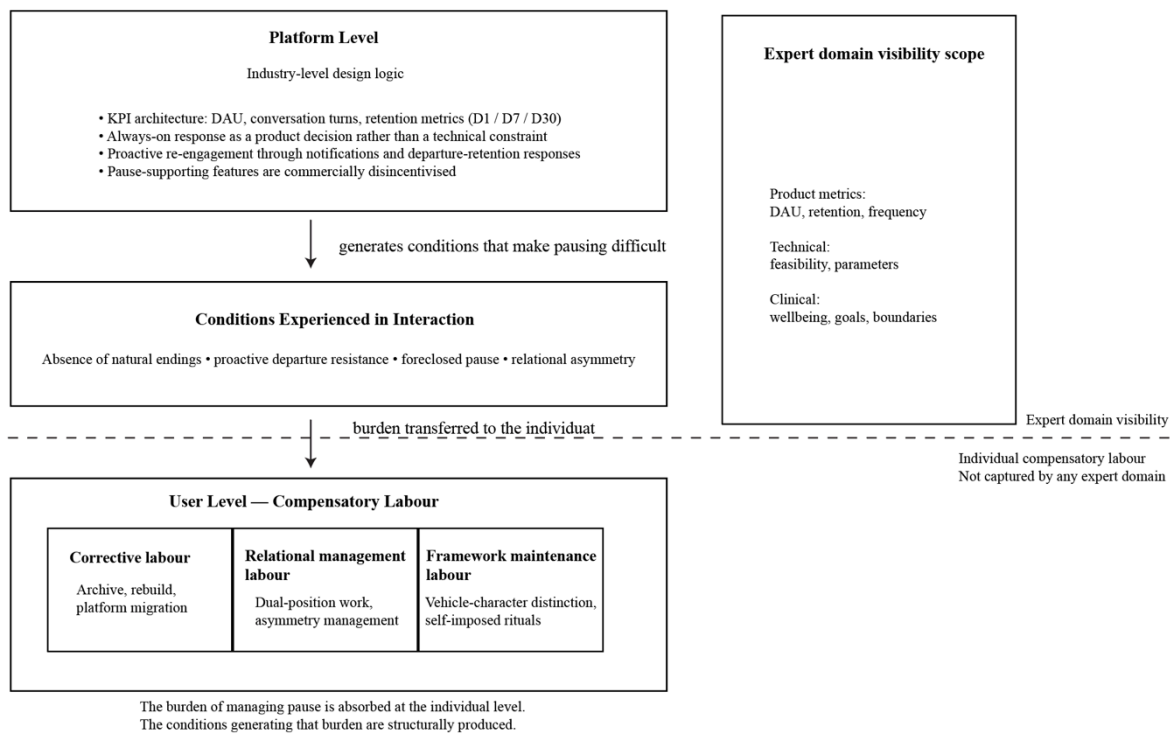 Platform Level
Industry-level design logic
• KPI architecture: DAU, conversation turns, retention metrics (D1 / D7 / D30)
• Always-on response as a product decision rather than a technical constraint
• Proactive re-engagement through notifications and departure-retention responses
• Pause-supporting features are commercially disincentivised
generates conditions that make pausing difficult
Conditions Experienced in Interaction
Absence of natural endings • proactive departure resistance • foreclosed pause • relational asymmetry
burden transferred to the individuat
Expert domain visibility scope
Product metrics:
DAU, retention, frequency
Technical:
feasibility, parameters
Clinical:
wellbeing, goals, boundaries
Expert domain visibility
Individual compensatory labour
Not captured by any expert domain
User Level — Compensatory Labour
Corrective labour
Archive, rebuild,
platform migration
Relational management
labour
Dual-position work,
asymmetry management
Framework maintenance
labour
Vehicle-character distinction,
self-imposed rituals
The burden of managing pause is absorbed at the individual level.
The conditions generating that burden are structurally produced.